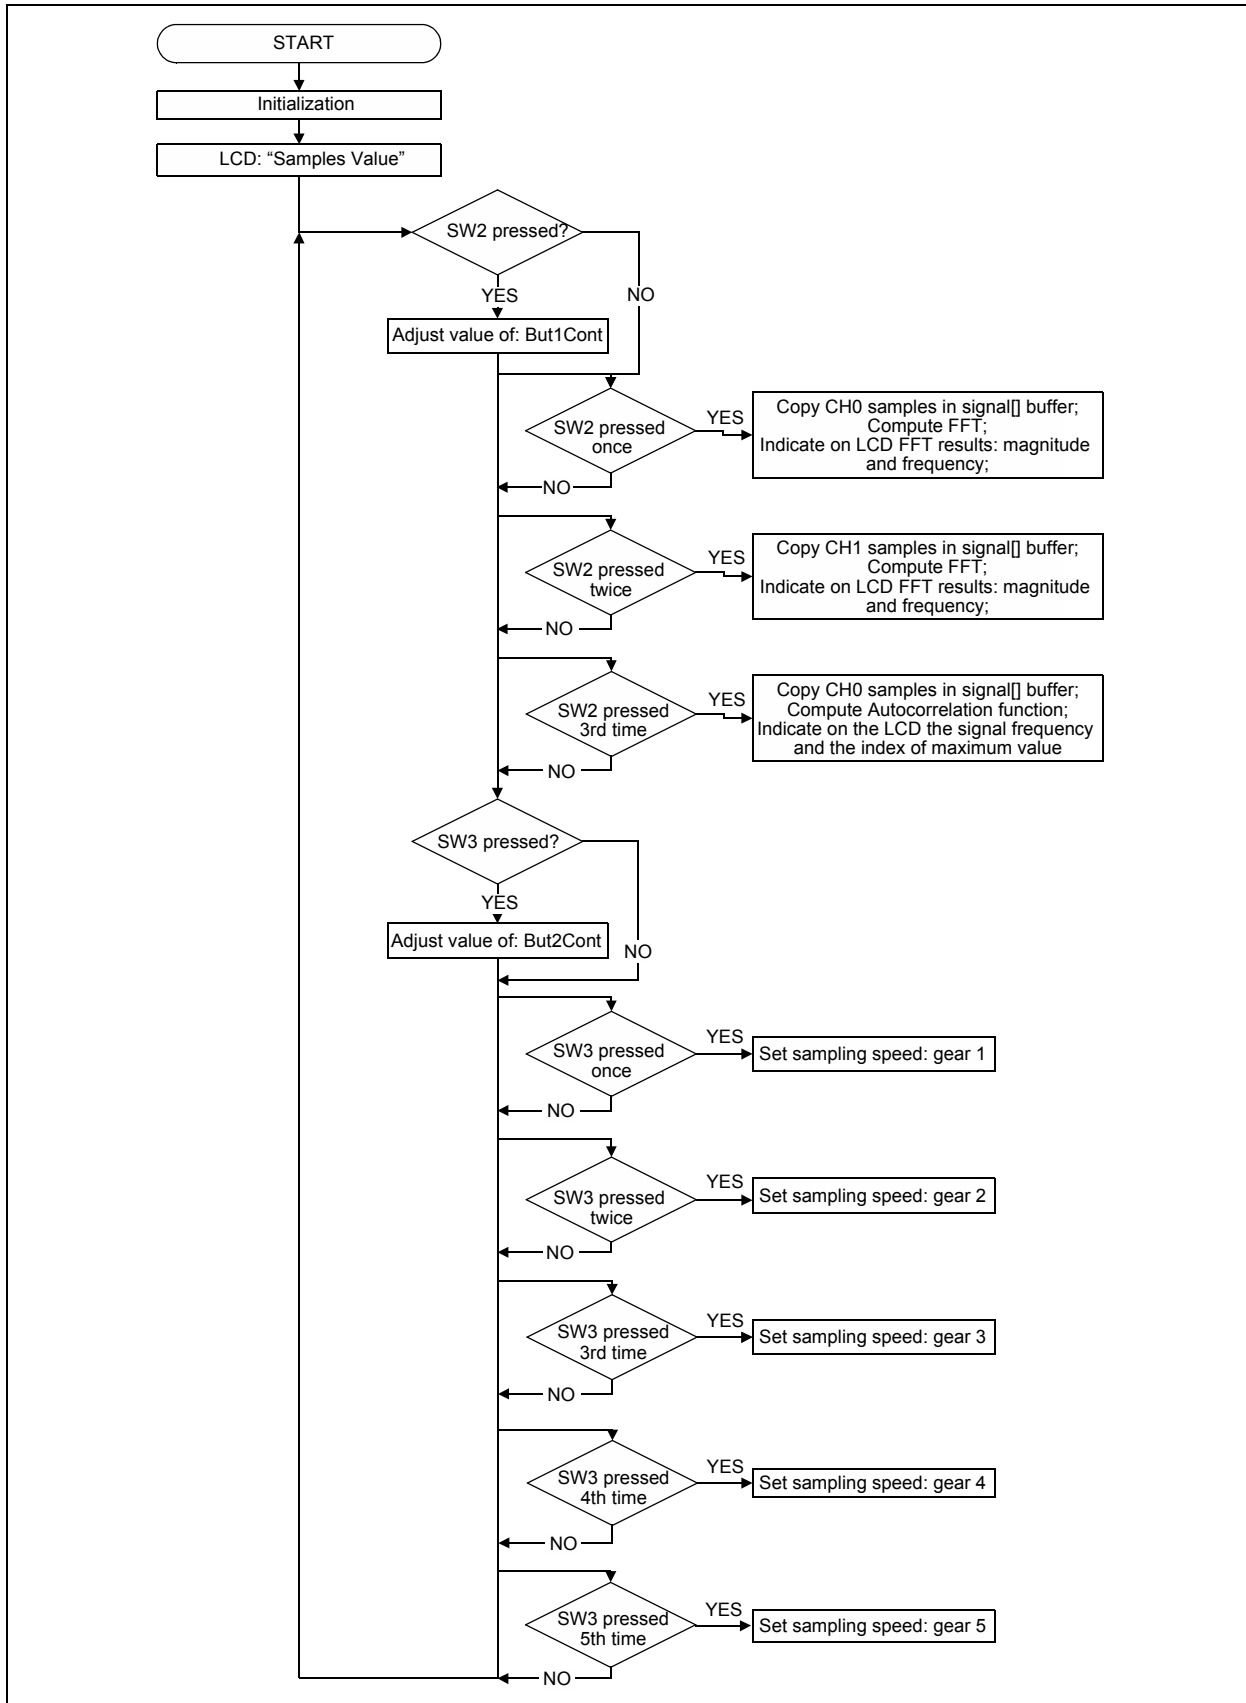 START
Initialization
LCD: “Samples Value”
SW2 pressed?
YES
NO
Adjust value of: But1Cont
SW2 pressed
once
YES
Copy CH0 samples in signal[] buffer;
Compute FFT;
Indicate on LCD FFT results: magnitude
and frequency;
NO
SW2 pressed
twice
YES
Copy CH1 samples in signal[] buffer;
Compute FFT;
Indicate on LCD FFT results: magnitude
and frequency;
NO
SW2 pressed
3rd time
YES
Copy CH0 samples in signal[] buffer;
Compute Autocorrelation function;
Indicate on the LCD the signal frequency
and the index of maximum value
NO
SW3 pressed?
YES
Adjust value of: But2Cont
NO
SW3 pressed
once
YES
Set sampling speed: gear 1
NO
SW3 pressed
twice
YES
Set sampling speed: gear 2
NO
SW3 pressed
3rd time
YES
Set sampling speed: gear 3
NO
SW3 pressed
4th time
YES
Set sampling speed: gear 4
NO
SW3 pressed
5th time
YES
Set sampling speed: gear 5
NO